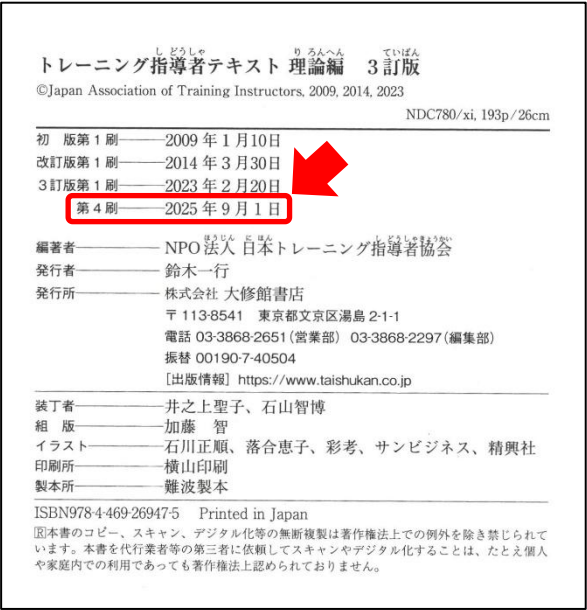 トレーニング指導者テキスト 理論編 3訂版
©Japan Association of Training Instructors, 2009, 2014, 2023
NDC780/xi, 193p/26cm
初 版第1刷――2009年1月10日
改訂版第1刷――2014年3月30日
3訂版第1刷――2023年2月20日
第4刷――2025年9月1日
編著者――NPO法人 日本トレーニング指導者協会
発行者――鈴木一行
発行所――株式会社 大修館書店
〒113-8541 東京都文京区湯島2-1-1
電話 03-3868-2651(営業部) 03-3868-2297(編集部)
振替 00190-7-40504
[出版情報] https://www.taishukan.co.jp
装丁者――井之上聖子、石山智博
組 版――加藤 智
イラスト――石川正順、落合恵子、彩考、サンビジネス、精興社
印刷所――横山印刷
製本所――難波製本
ISBN978-4-469-26947-5 Printed in Japan
Ⓡ本書のコピー、スキャン、デジタル化等の無断複製は著作権法上での例外を除き禁じられて
います。本書を代行業者等の第三者に依頼してスキャンやデジタル化することは、たとえ個人
や家庭内での利用であっても著作権法上認められておりません。